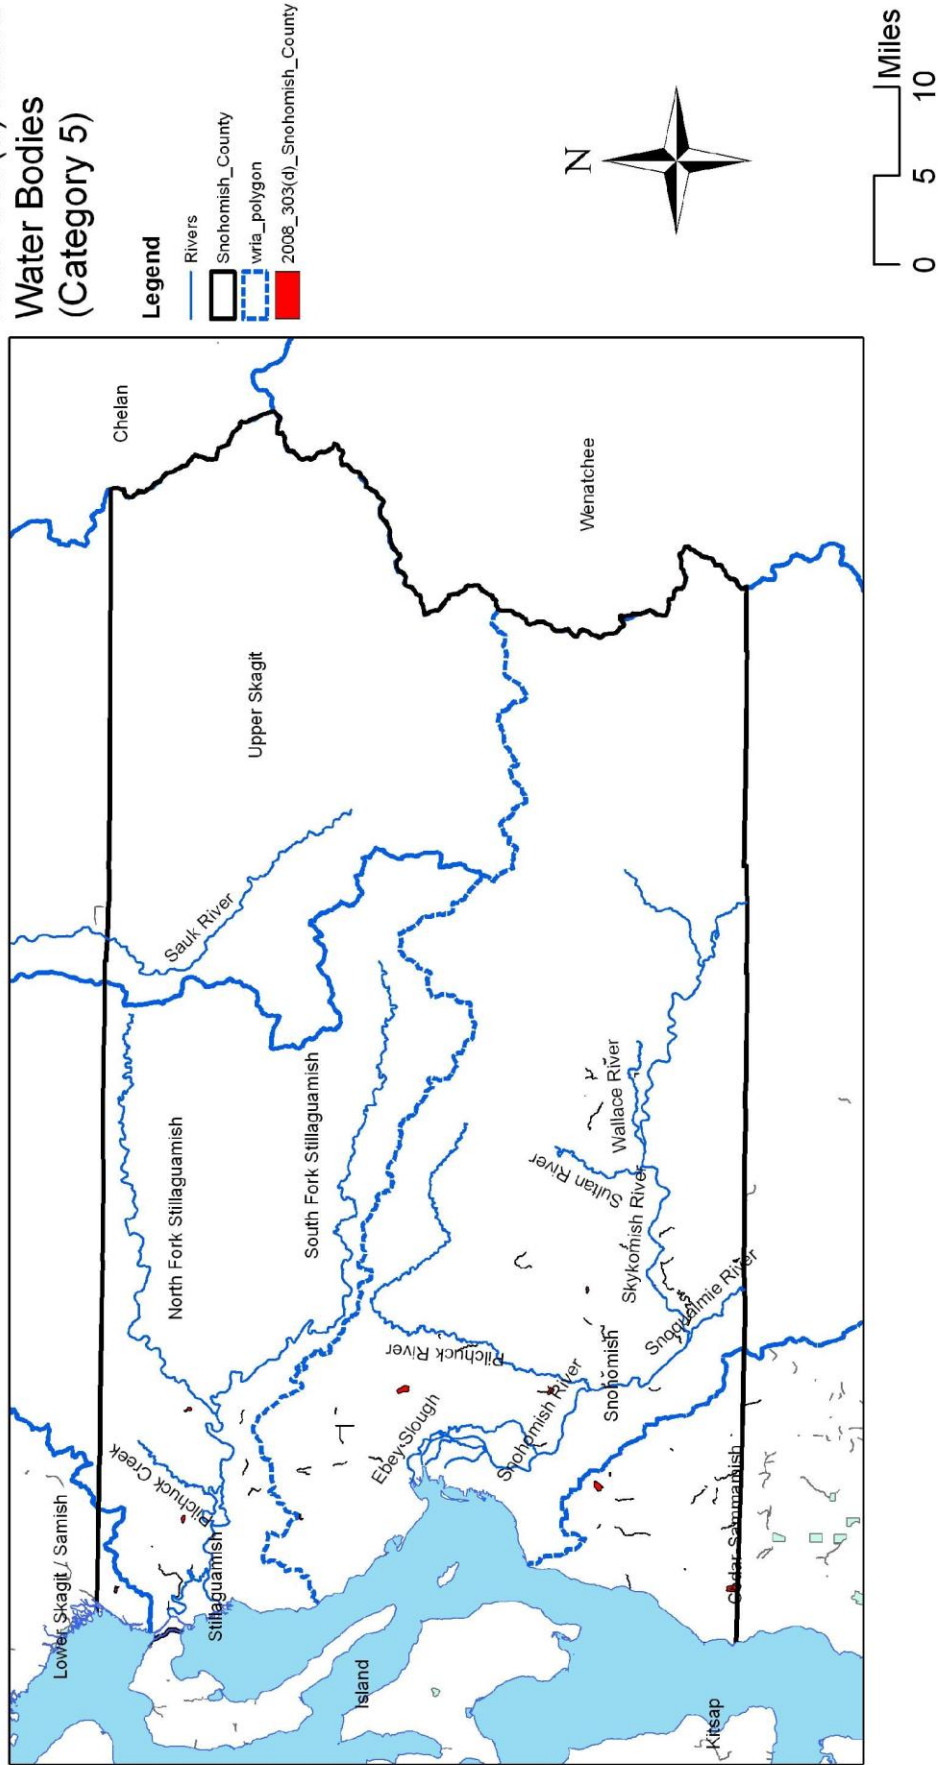 Water Bodies
(Category 5)
Legend
Rivers
Snohomish_County
wria_polygon
2008_303(d)_Snohomish_County
N
Miles
0 5 10
Chelan
Wenatchee
Upper Skagit
Sauk River
North Fork Stillaguamish
South Fork Stillaguamish
Wallace River
Sultan River
Skykomish River
Snoqualmie River
Pilchuck River
Snohomish
Snohomish River
Ebey Slough
Pilchuck Creek
Stillaguamish
Lower Skagit / Samish
Cedar Sammamish
Island
Kitsap